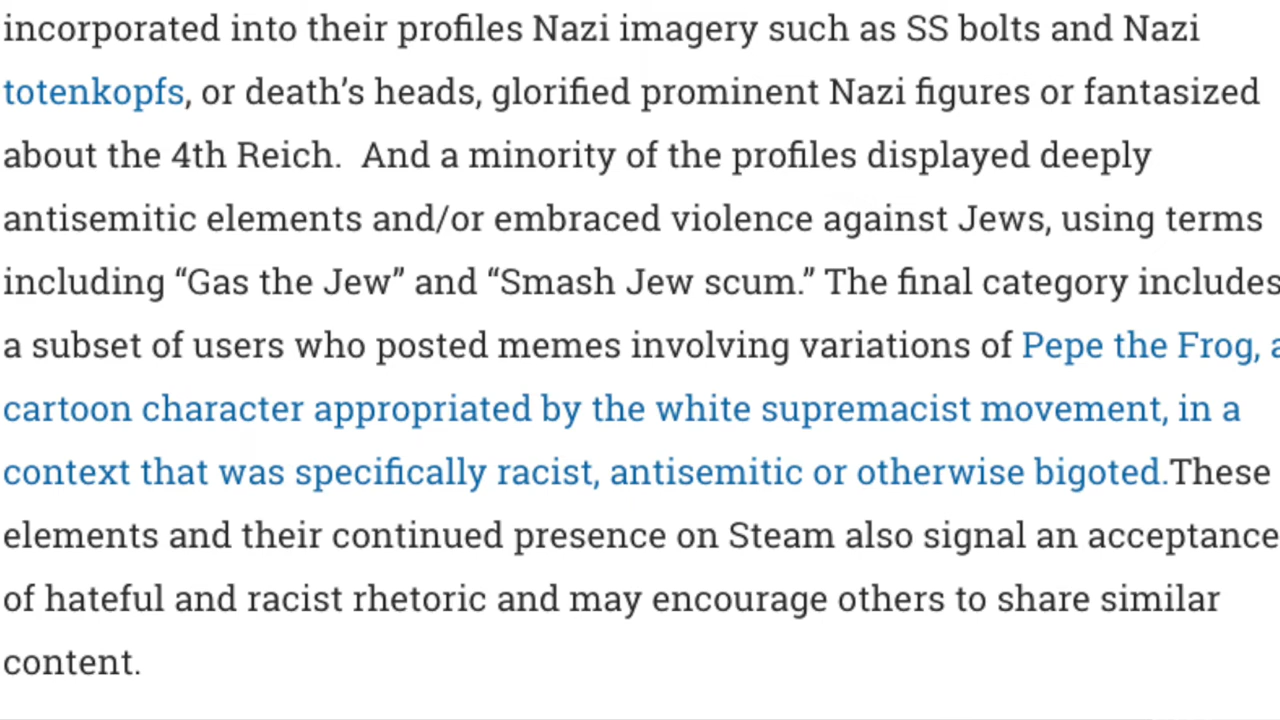 incorporated into their profiles Nazi imagery such as SS bolts and Nazi
totenkopfs, or death’s heads, glorified prominent Nazi figures or fantasized
about the 4th Reich.  And a minority of the profiles displayed deeply
antisemitic elements and/or embraced violence against Jews, using terms
including “Gas the Jew” and “Smash Jew scum.” The final category includes
a subset of users who posted memes involving variations of Pepe the Frog, a
cartoon character appropriated by the white supremacist movement, in a
context that was specifically racist, antisemitic or otherwise bigoted.These
elements and their continued presence on Steam also signal an acceptance
of hateful and racist rhetoric and may encourage others to share similar
content.